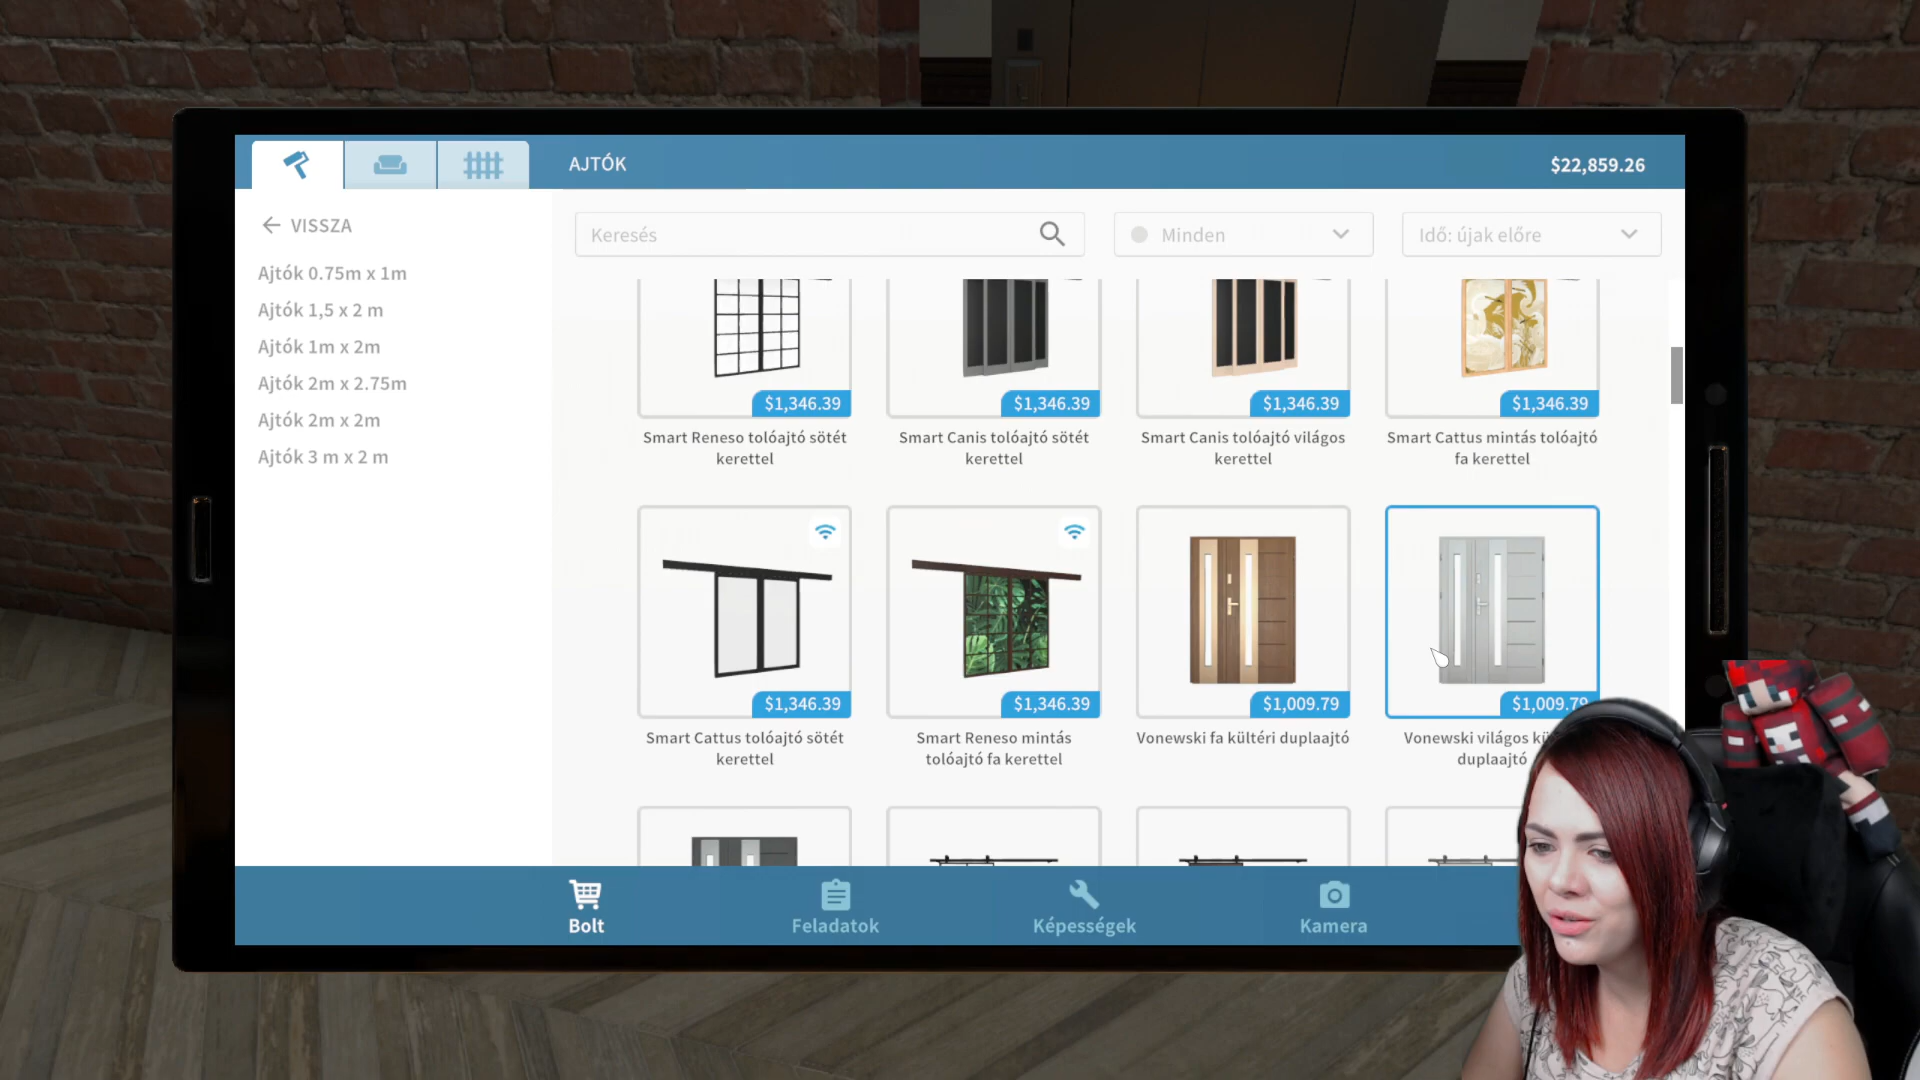 AJTÓK
$22,859.26
VISSZA
Keresés
Minden
Idő: újak előre
Ajtók 0.75m x 1m
Ajtók 1,5 x 2 m
Ajtók 1m x 2m
Ajtók 2m x 2.75m
Ajtók 2m x 2m
Ajtók 3 m x 2 m
$1,346.39
$1,346.39
$1,346.39
$1,346.39
Smart Reneso tolóajtó sötét
kerettel
Smart Canis tolóajtó sötét
kerettel
Smart Canis tolóajtó világos
kerettel
Smart Cattus mintás tolóajtó
fa kerettel
$1,346.39
$1,346.39
$1,009.79
$1,009.79
Smart Cattus tolóajtó sötét
kerettel
Smart Reneso mintás
tolóajtó fa kerettel
Vonewski fa kültéri duplaajtó
Vonewski világos
duplaajtó
Bolt
Feladatok
Képességek
Kamera